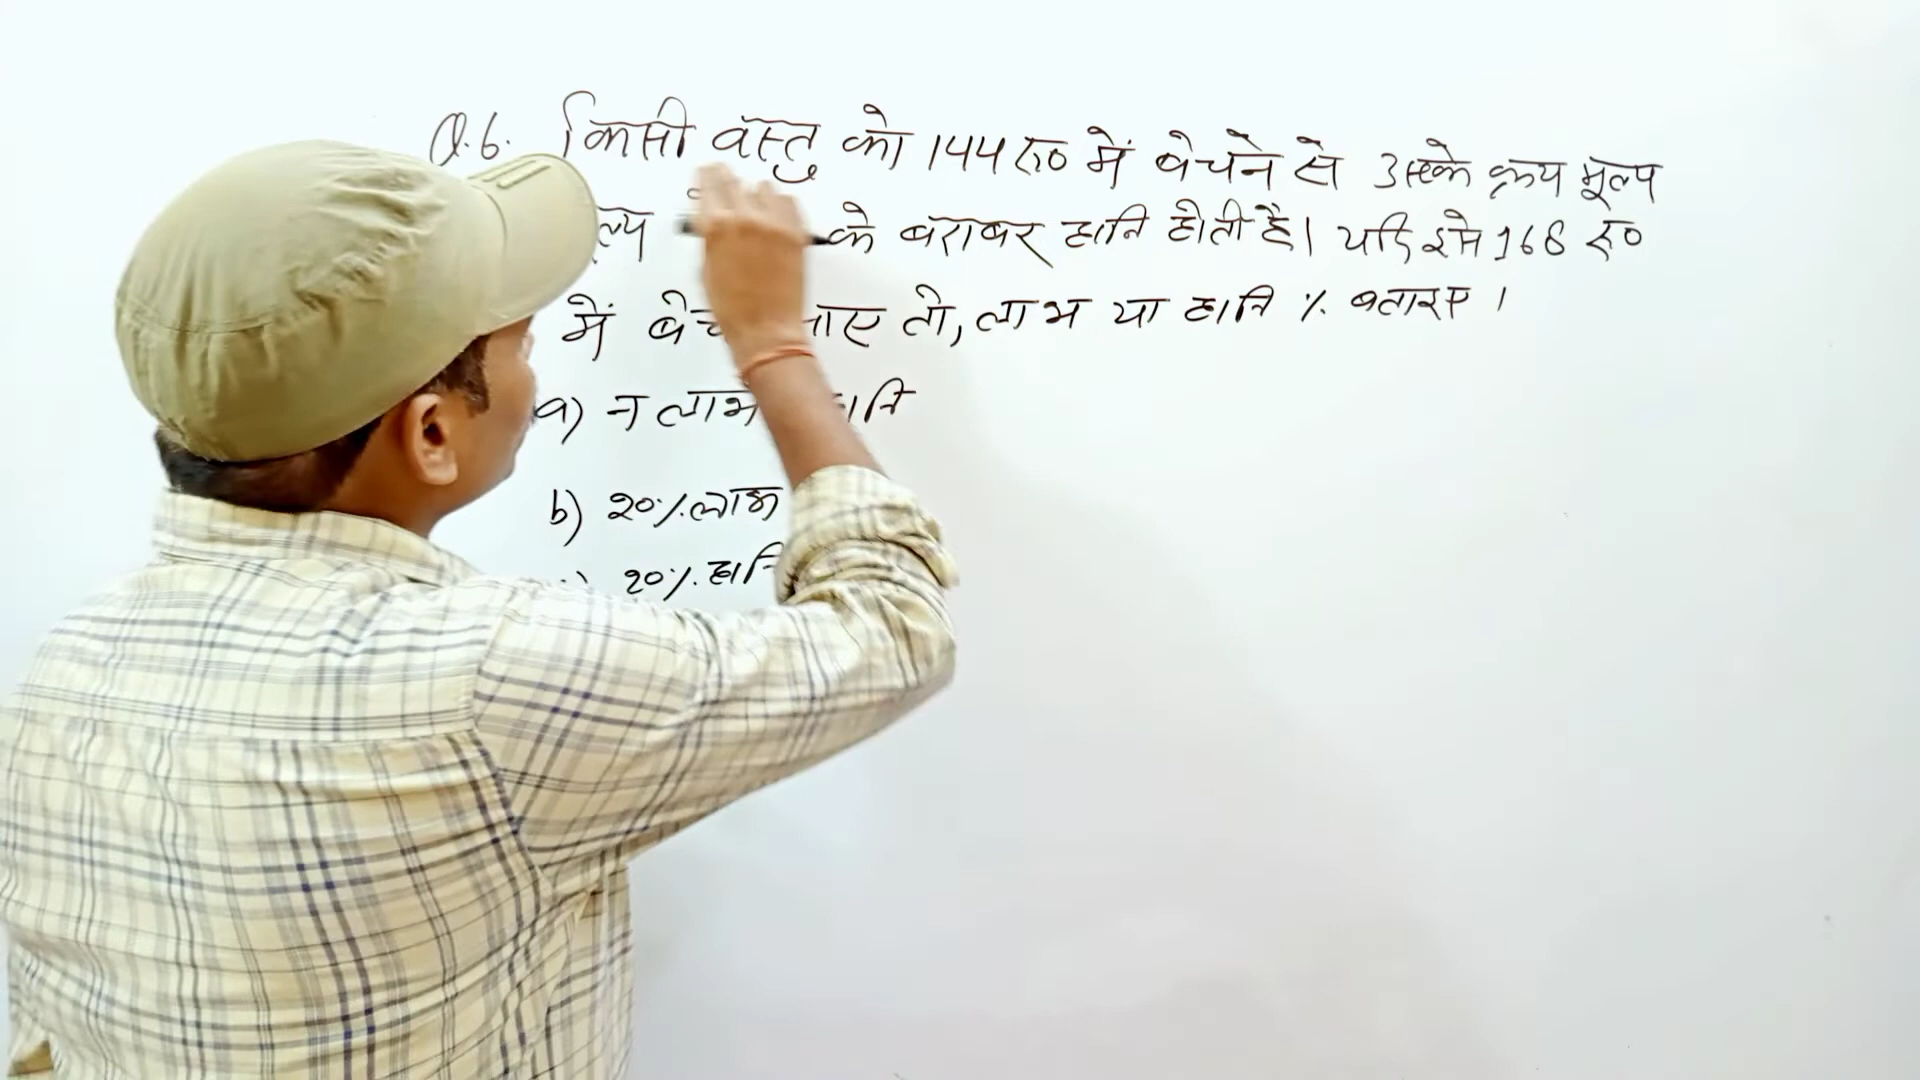 Q.6. किसी वस्तु को 144 रू० में बेचने से उसके क्रय मूल्य
के बराबर हानि होती है। यदि इसे 168 रू०
में तो, लाभ या हानि % बताइए।
a) न लाभ
b) 20% लाभ
20% हानि